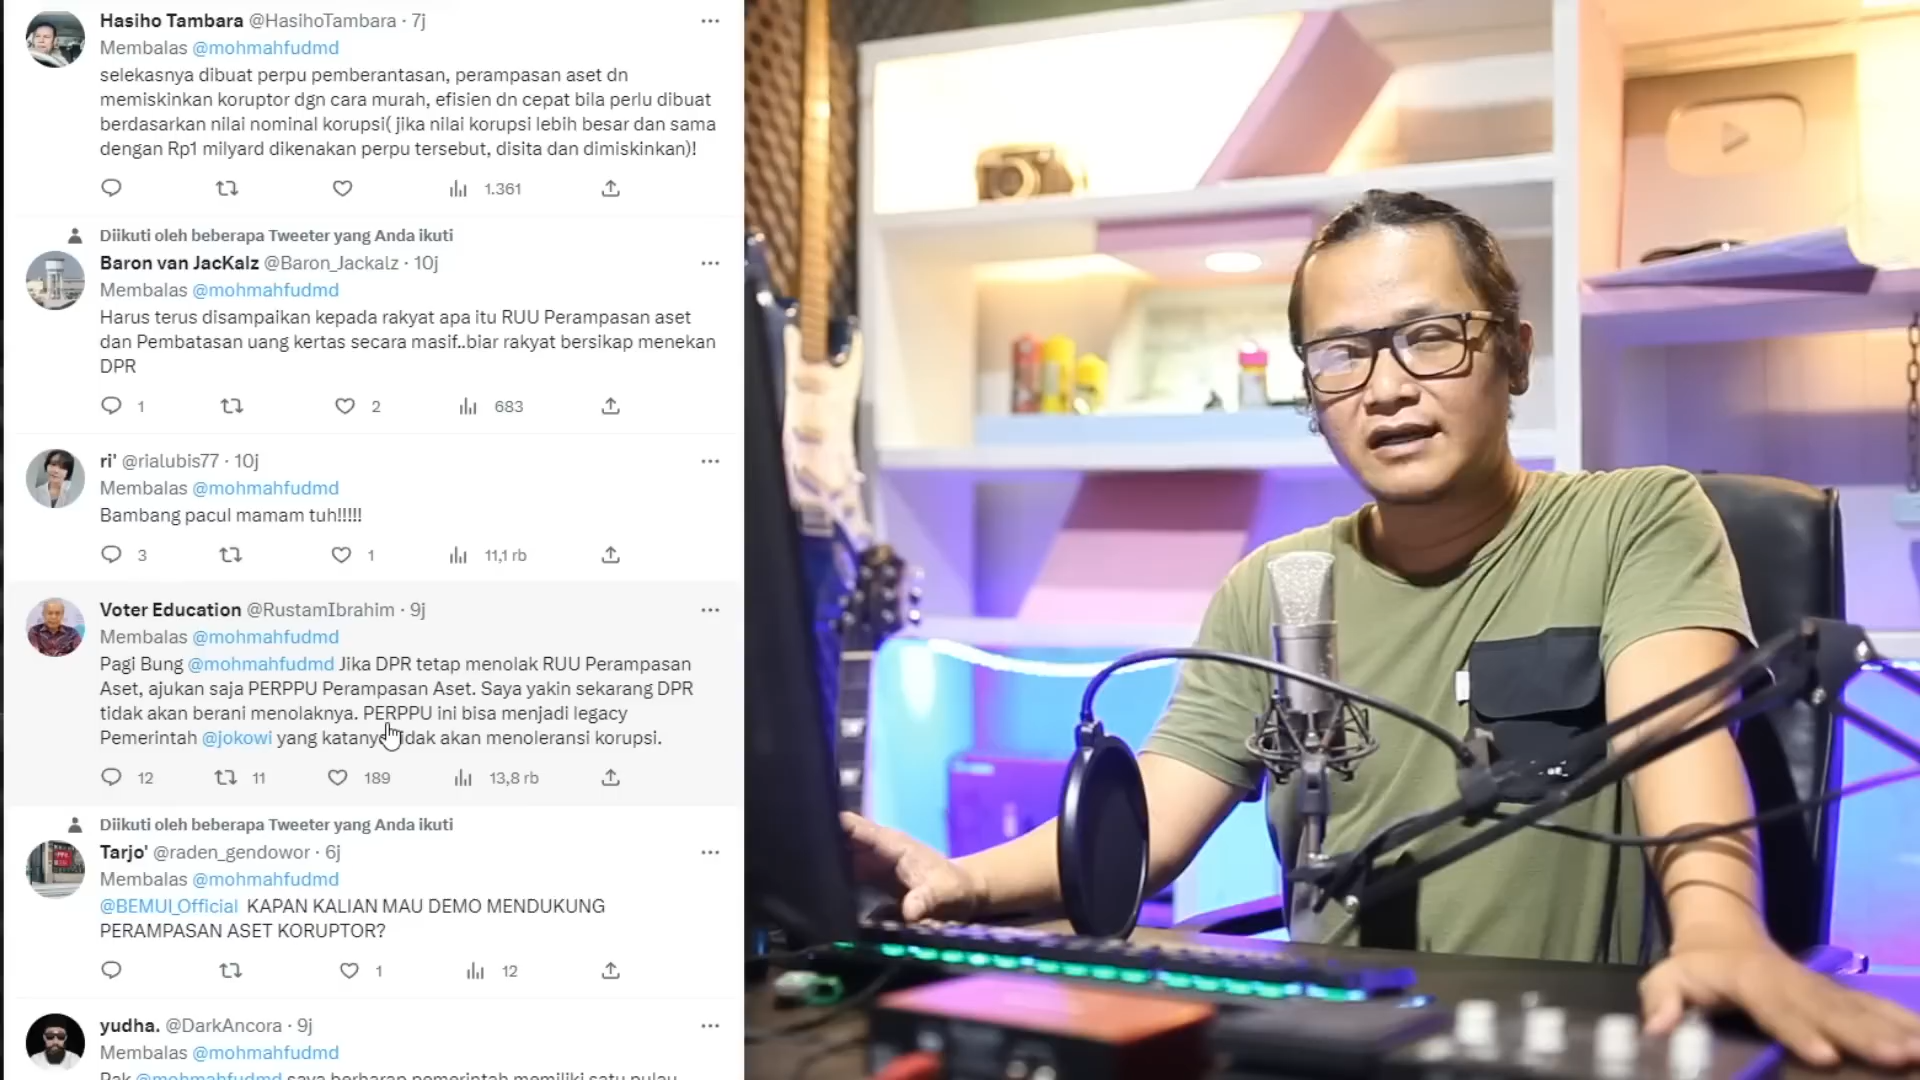 Hasiho Tambara @HasihoTambara · 7j
Membalas @mohmahfudmd
selekasnya dibuat perpu pemberantasan, perampasan aset dn
memiskinkan koruptor dgn cara murah, efisien dn cepat bila perlu dibuat
berdasarkan nilai nominal korupsi( jika nilai korupsi lebih besar dan sama
dengan Rp1 milyard dikenakan perpu tersebut, disita dan dimiskinkan)!
1.361
Diikuti oleh beberapa Tweeter yang Anda ikuti
Baron van JacKalz @Baron_Jackalz · 10j
Membalas @mohmahfudmd
Harus terus disampaikan kepada rakyat apa itu RUU Perampasan aset
dan Pembatasan uang kertas secara masif..biar rakyat bersikap menekan
DPR
1 2 683
ri' @rialubis77 · 10j
Membalas @mohmahfudmd
Bambang pacul mamam tuh!!!!!
3 1 11,1 rb
Voter Education @RustamIbrahim · 9j
Membalas @mohmahfudmd
Pagi Bung @mohmahfudmd Jika DPR tetap menolak RUU Perampasan
Aset, ajukan saja PERPPU Perampasan Aset. Saya yakin sekarang DPR
tidak akan berani menolaknya. PERPPU ini bisa menjadi legacy
Pemerintah @jokowi yang katanya tidak akan menoleransi korupsi.
12 11 189 13,8 rb
Diikuti oleh beberapa Tweeter yang Anda ikuti
Tarjo' @raden_gendowor · 6j
Membalas @mohmahfudmd
@BEMUI_Official KAPAN KALIAN MAU DEMO MENDUKUNG
PERAMPASAN ASET KORUPTOR?
1 12
yudha. @DarkAncora · 9j
Membalas @mohmahfudmd
Pak @mohmahfudmd saya berharap pemerintah memiliki satu pulau